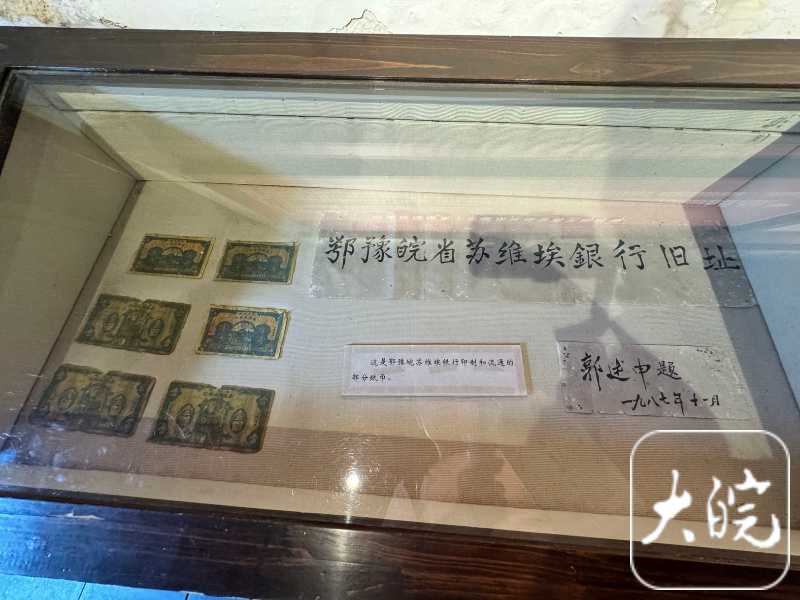 鄂豫皖省苏维埃銀行旧址
这是鄂豫皖苏维埃银行印制和流通的
部分纸币。
郭述申题
一九八七年十一月
大皖